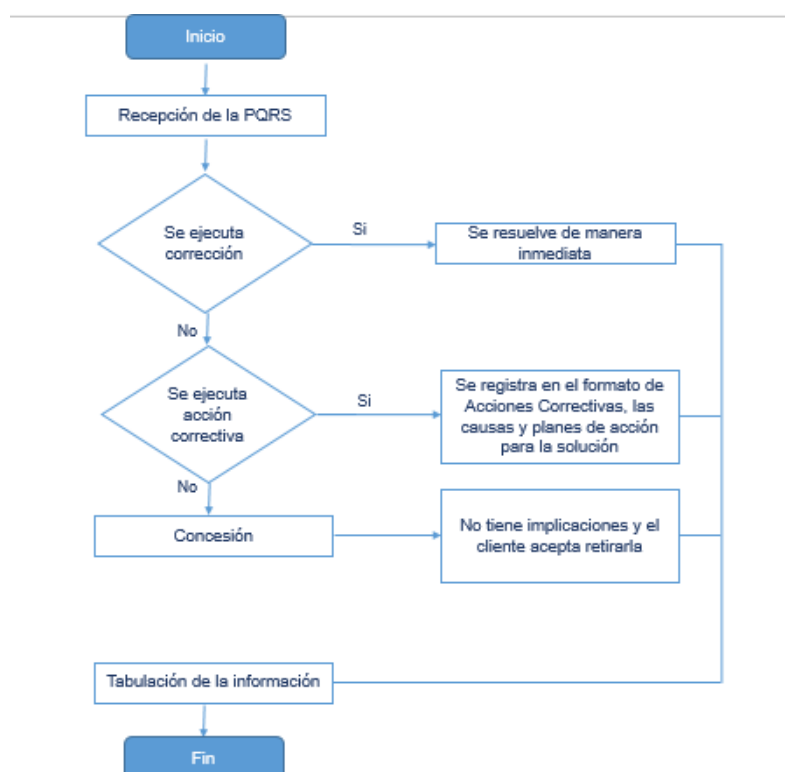 Inicio
Recepción de la PQRS
Se ejecuta
corrección
Si
Se resuelve de manera
inmediata
No
Se ejecuta
acción
correctiva
Si
Se registra en el formato de
Acciones Correctivas, las
causas y planes de acción
para la solución
No
Concesión
No tiene implicaciones y el
cliente acepta retirarla
Tabulación de la información
Fin